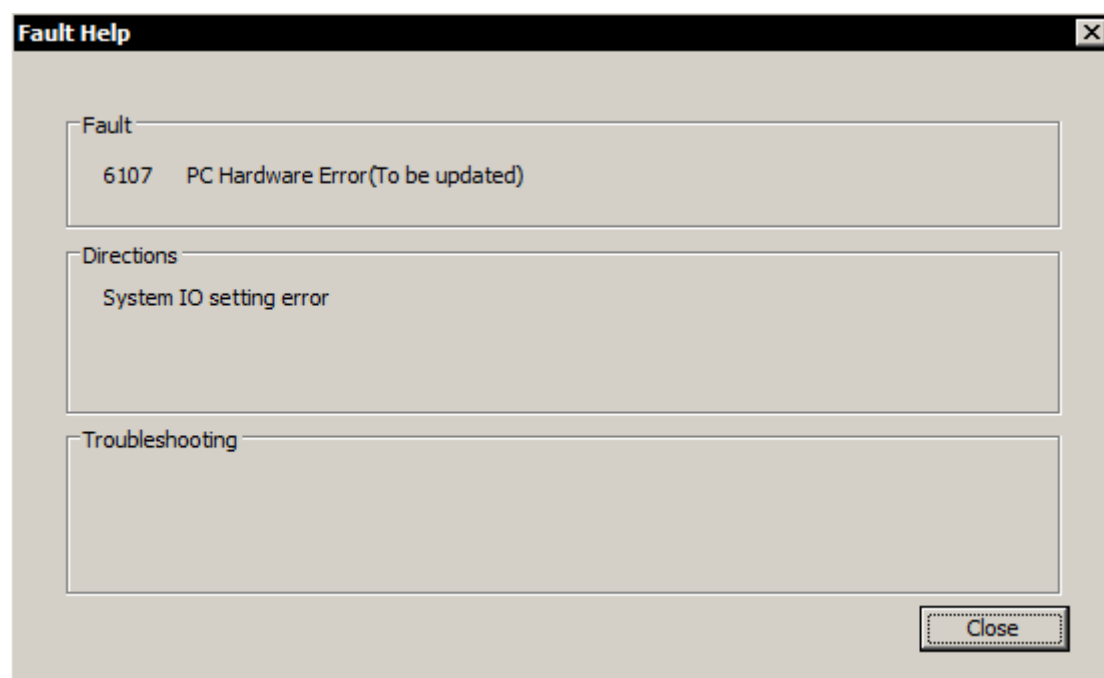 Fault Help
Fault
6107 PC Hardware Error(To be updated)
Directions
System IO setting error
Troubleshooting
Close